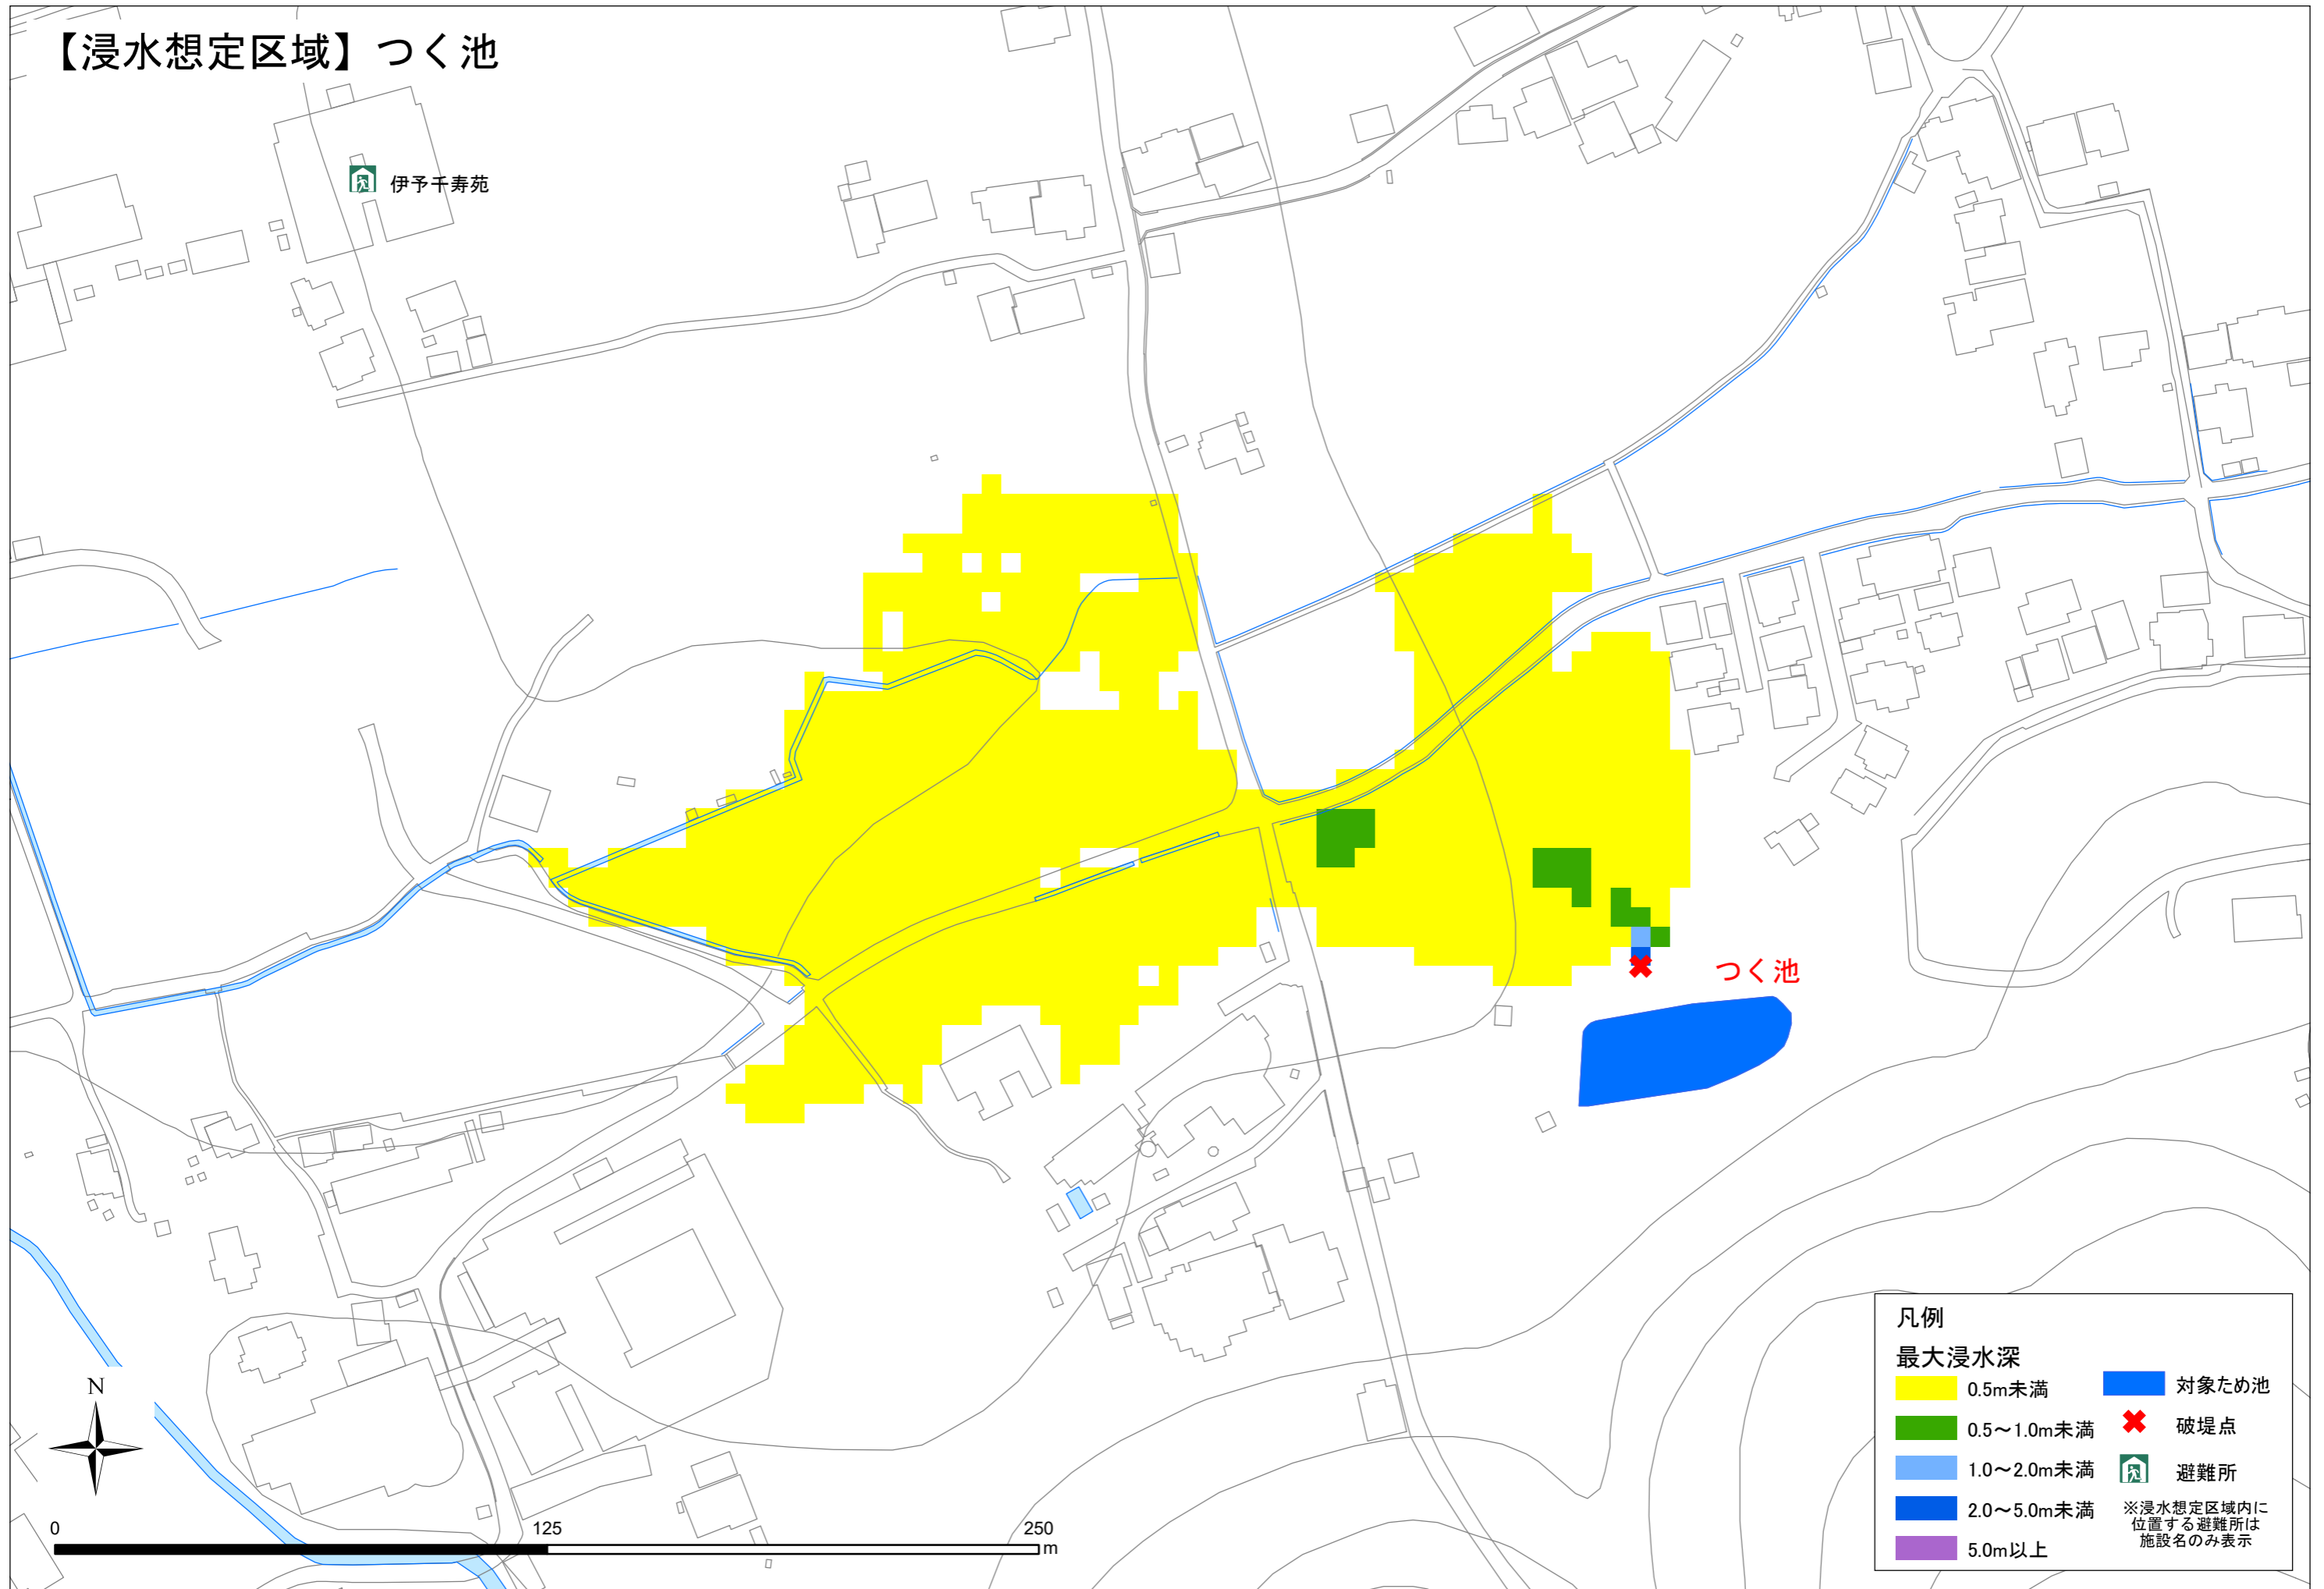 【浸水想定区域】つく池
伊予千寿苑
つく池
N
0 125 250
m
凡例
最大浸水深
0.5m未満
0.5～1.0m未満
1.0～2.0m未満
2.0～5.0m未満
5.0m以上
対象ため池
破堤点
避難所
※浸水想定区域内に
位置する避難所は
施設名のみ表示